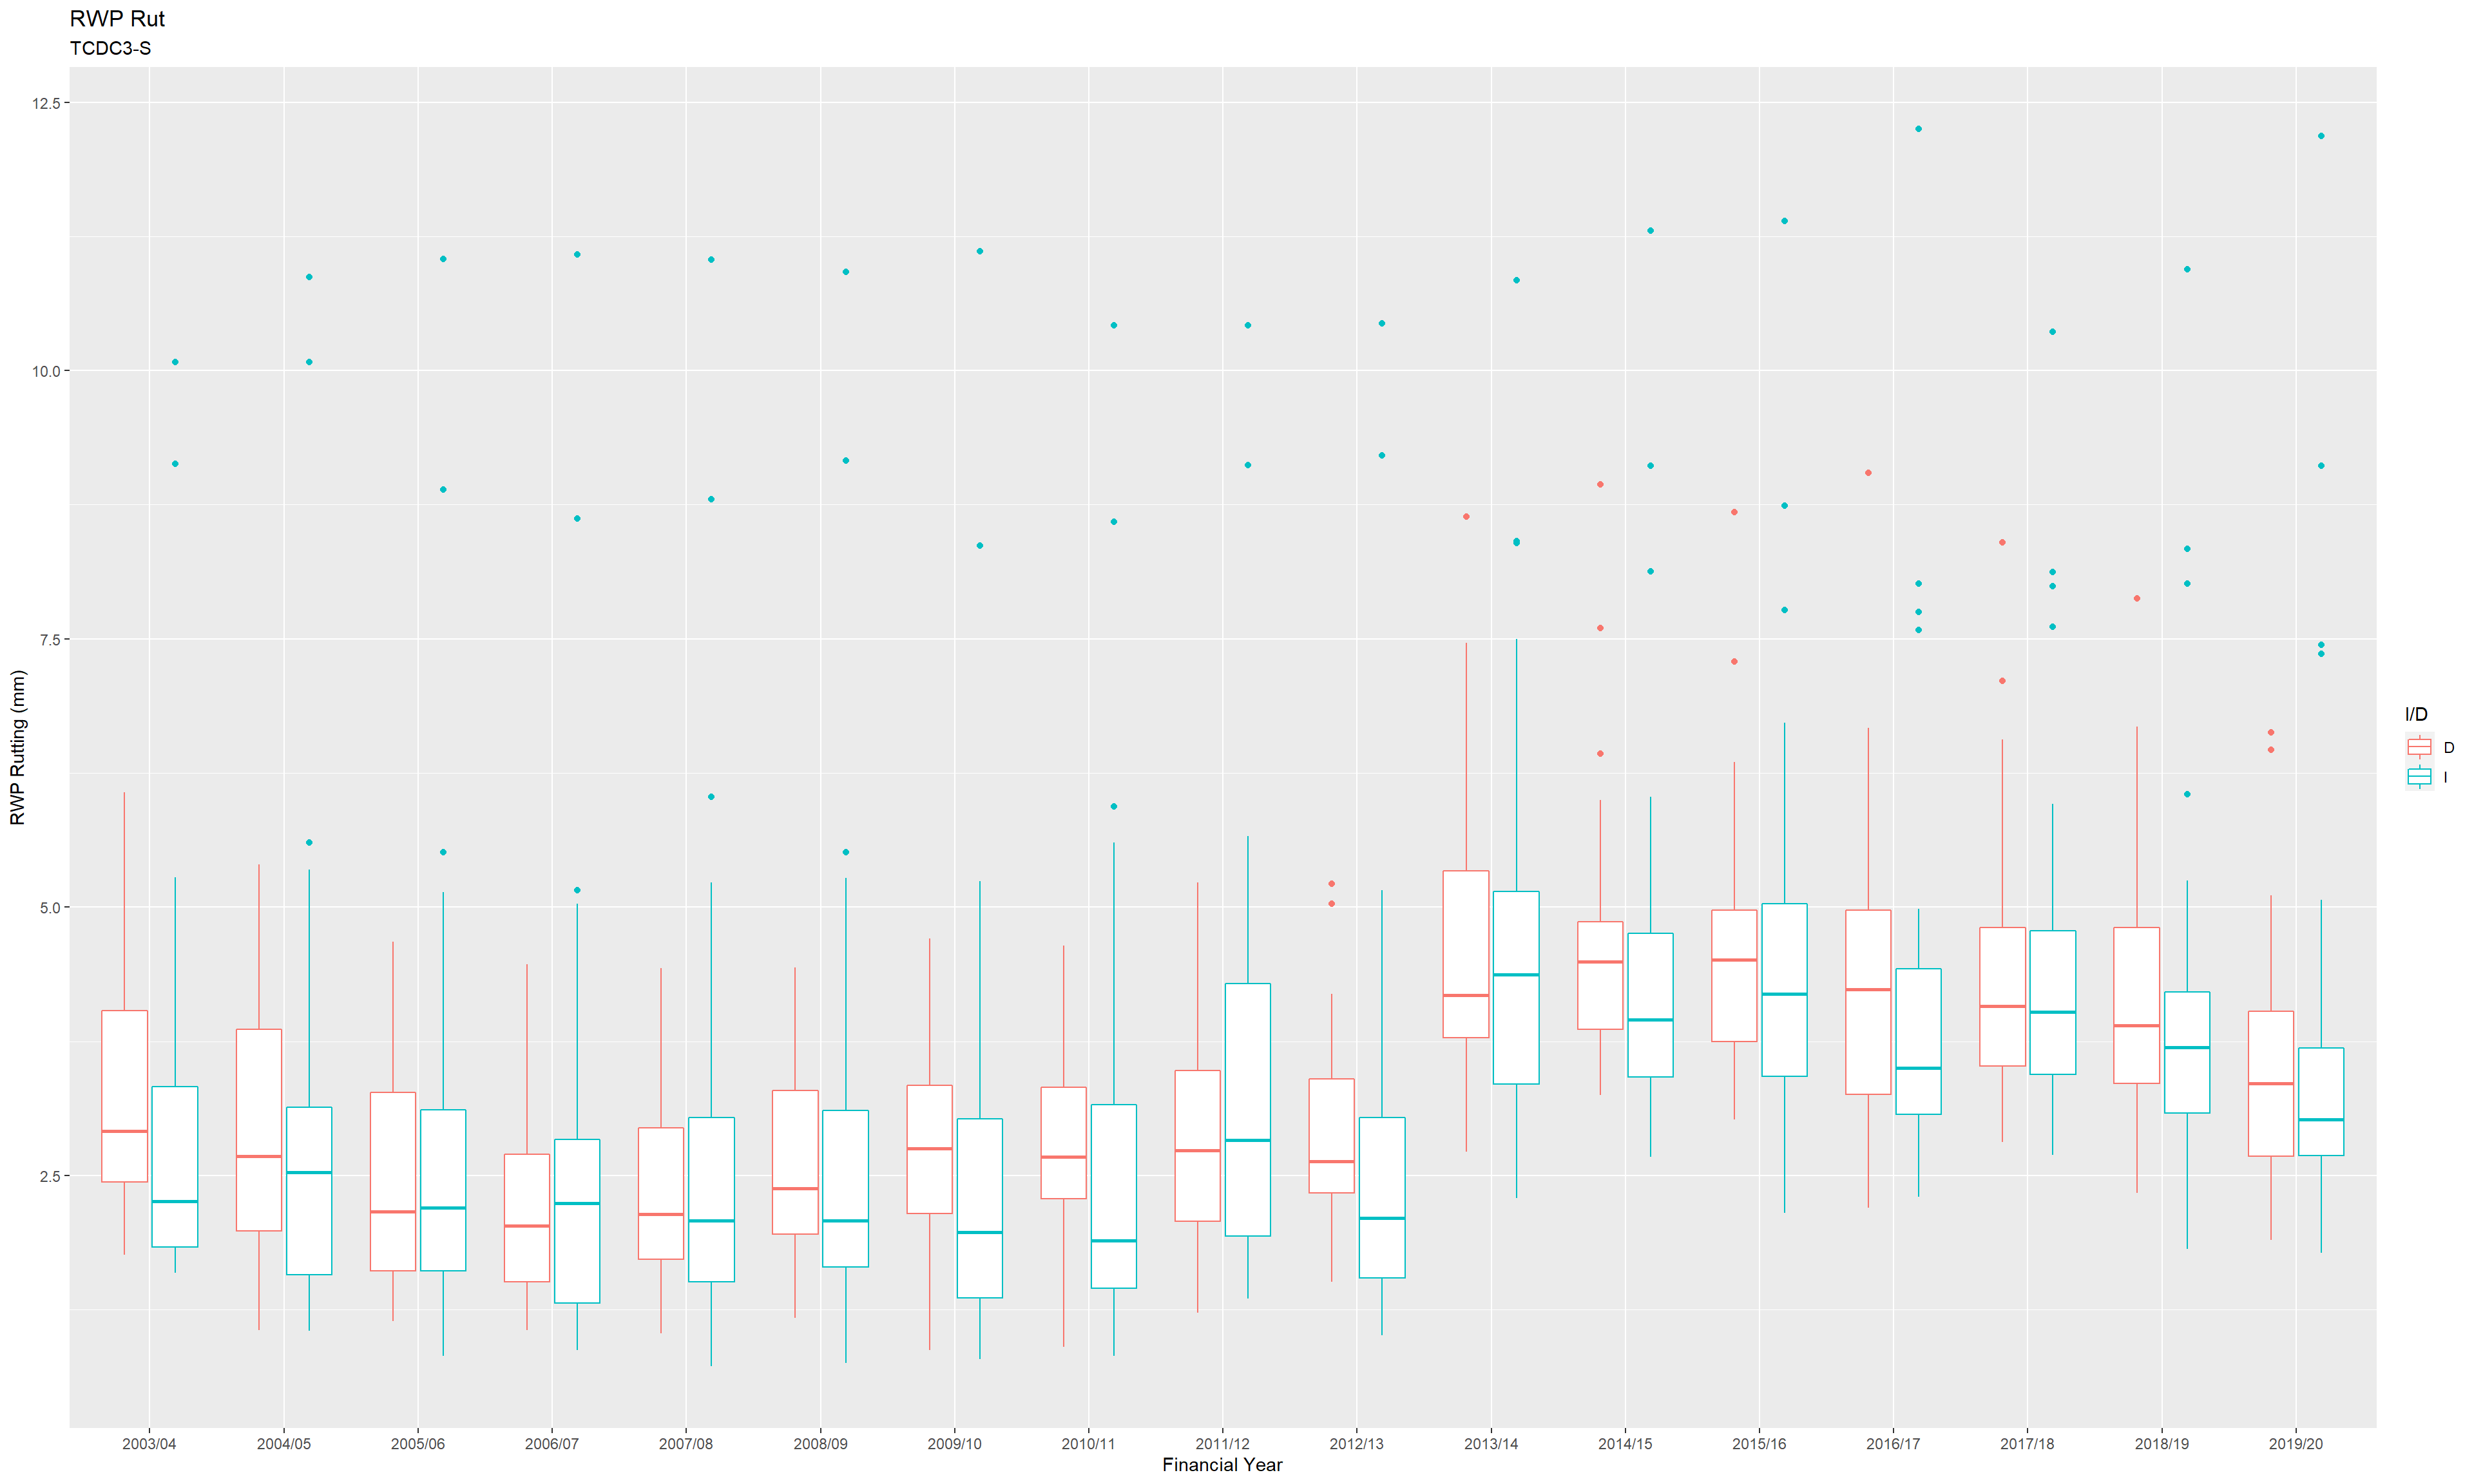 RWP Rut
TCDC3-S
RWP Rutting (mm)
12.5
10.0
7.5
5.0
2.5
2003/04 2004/05 2005/06 2006/07 2007/08 2008/09 2009/10 2010/11 2011/12 2012/13 2013/14 2014/15 2015/16 2016/17 2017/18 2018/19 2019/20
Financial Year
I/D
D
I